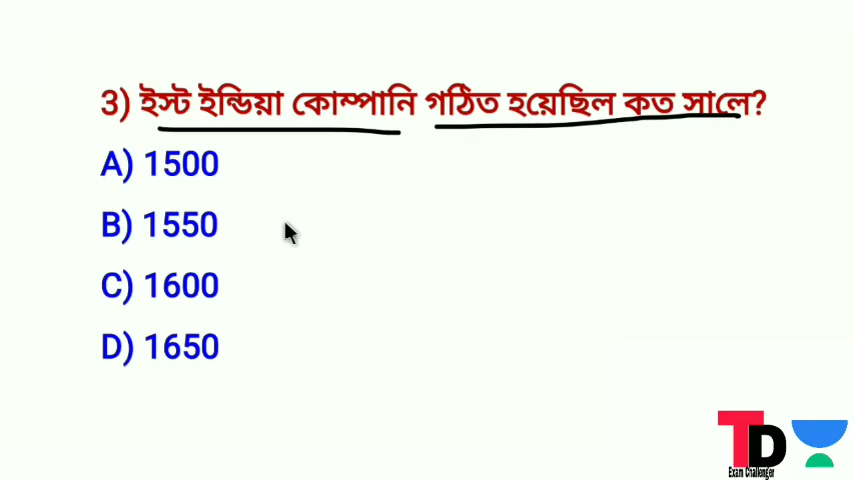 3) ইস্ট ইন্ডিয়া কোম্পানি গঠিত হয়েছিল কত সালে?
A) 1500
B) 1550
C) 1600
D) 1650
TD
Exam Challenger